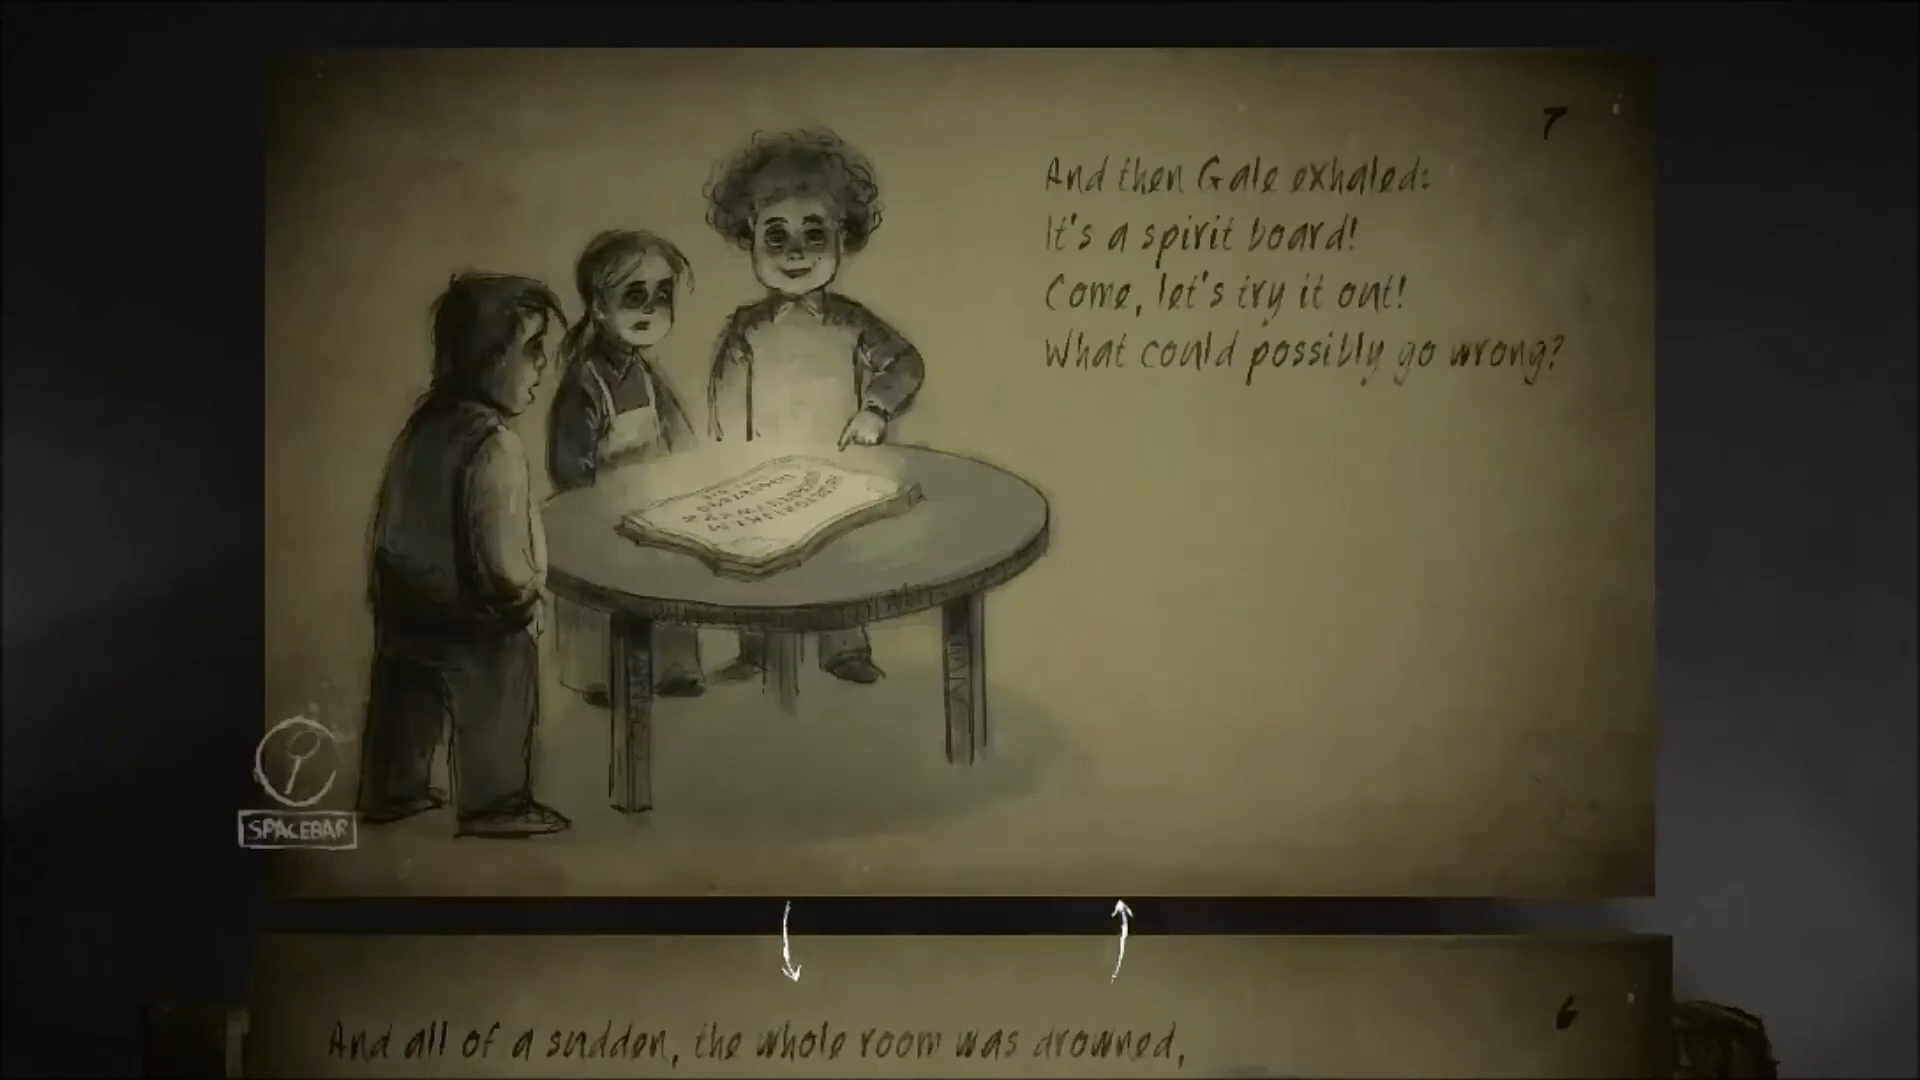 7
And then Gale exhaled:
It's a spirit board!
Come, let's try it out!
What could possibly go wrong?
SPACEBAR
6
And all of a sudden, the whole room was drowned,